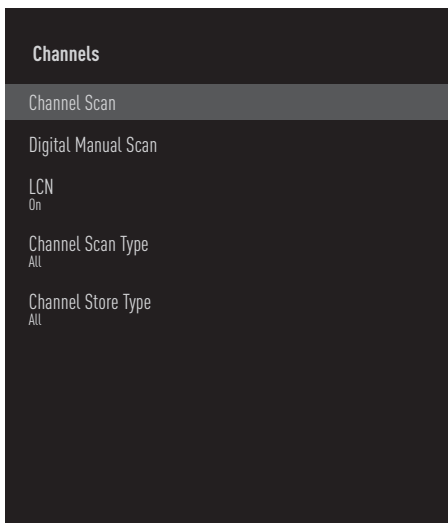 Channels
Channel Scan
Digital Manual Scan
LCN
On
Channel Scan Type
All
Channel Store Type
All